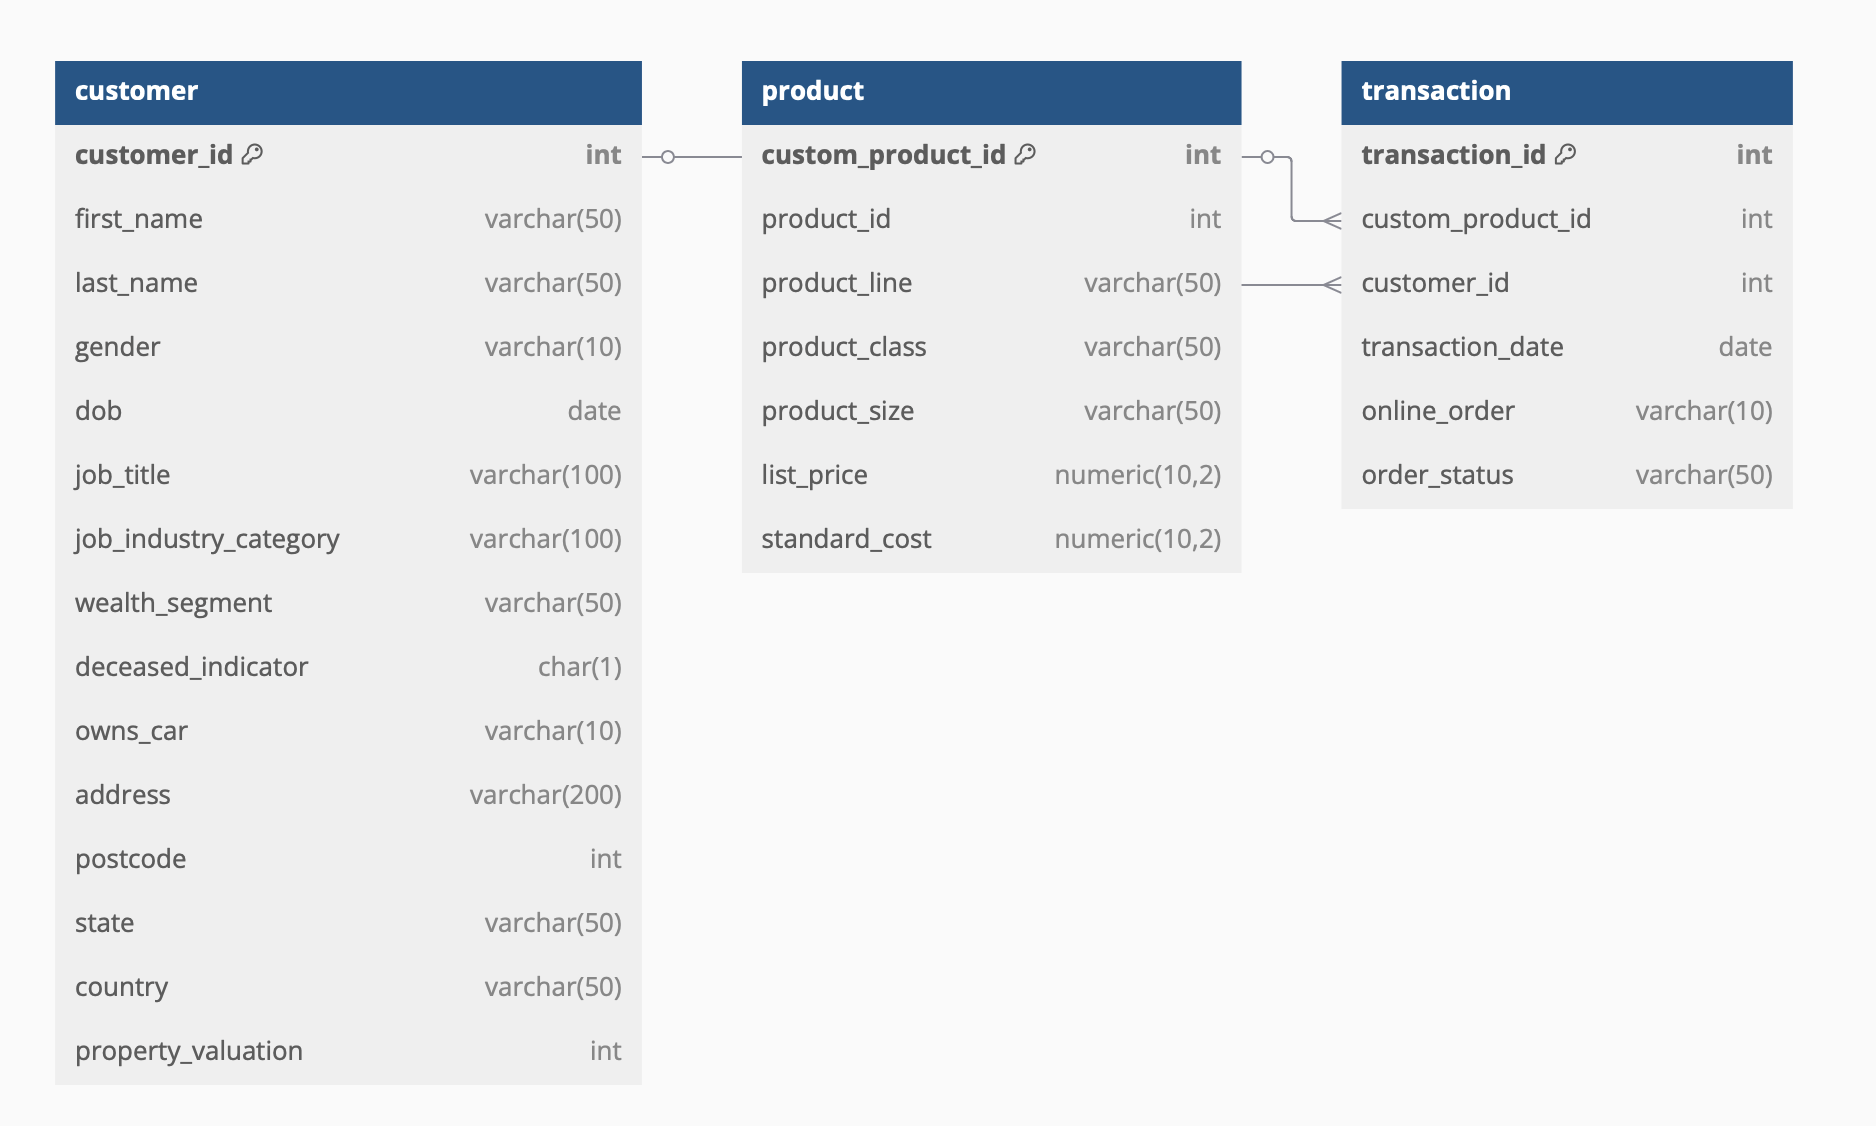 customer
customer_id int
first_name varchar(50)
last_name varchar(50)
gender varchar(10)
dob date
job_title varchar(100)
job_industry_category varchar(100)
wealth_segment varchar(50)
deceased_indicator char(1)
owns_car varchar(10)
address varchar(200)
postcode int
state varchar(50)
country varchar(50)
property_valuation int
product
custom_product_id int
product_id int
product_line varchar(50)
product_class varchar(50)
product_size varchar(50)
list_price numeric(10,2)
standard_cost numeric(10,2)
transaction
transaction_id int
custom_product_id int
customer_id int
transaction_date date
online_order varchar(10)
order_status varchar(50)